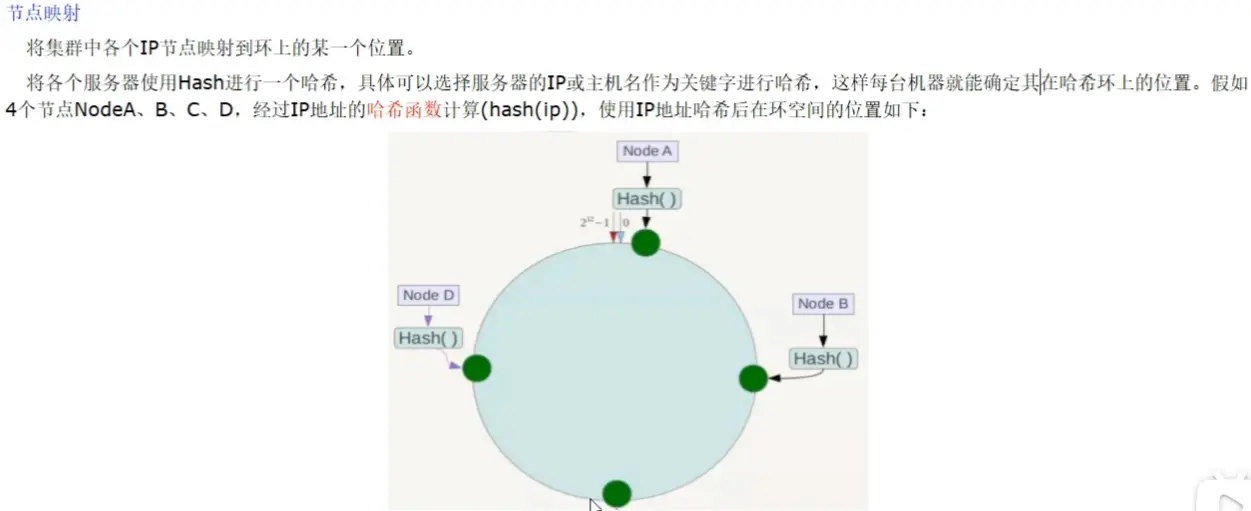 节点映射
将集群中各个IP节点映射到环上的某一个位置。
将各个服务器使用Hash进行一个哈希，具体可以选择服务器的IP或主机名作为关键字进行哈希，这样每台机器就能确定其在哈希环上的位置。假如
4个节点NodeA、B、C、D，经过IP地址的哈希函数计算(hash(ip))，使用IP地址哈希后在环空间的位置如下：
Node A
Hash( )
2³²−1 0
Node D
Hash( )
Node B
Hash( )